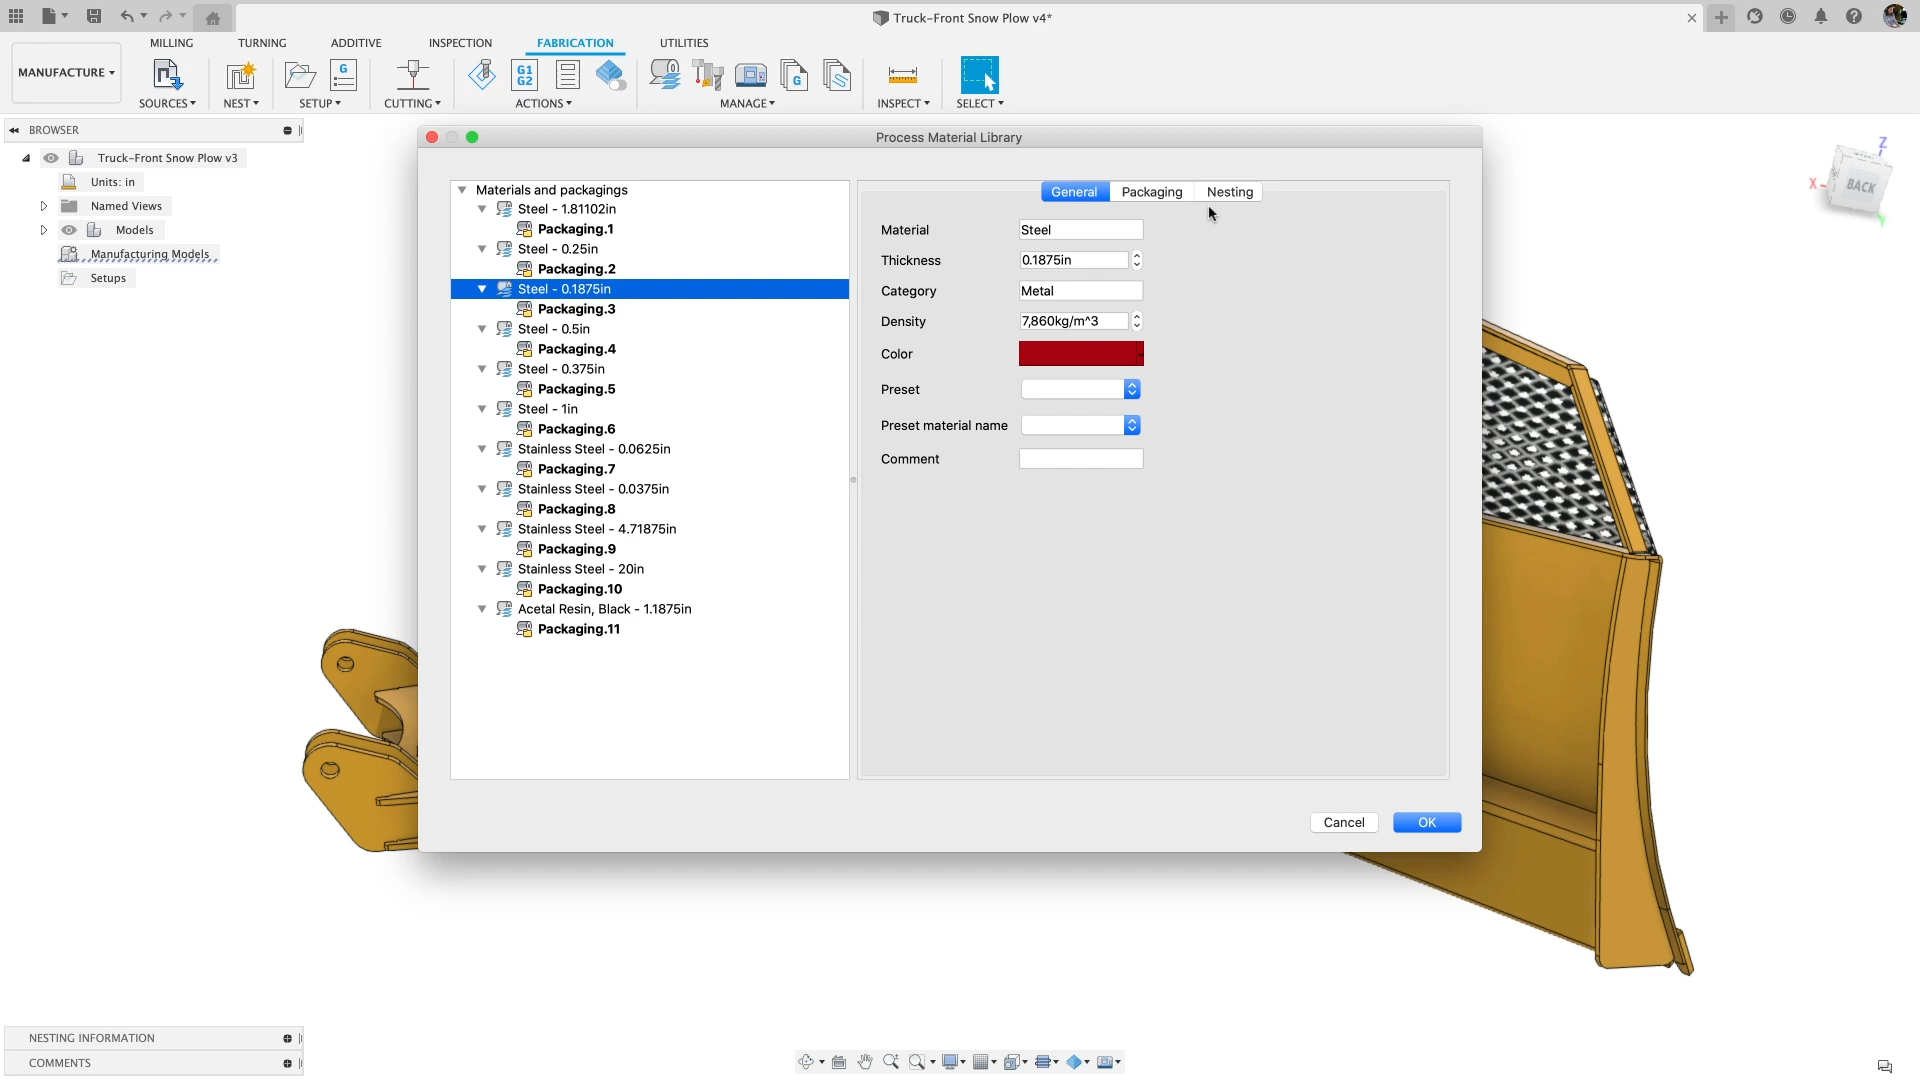 Truck-Front Snow Plow v4*
MILLING
TURNING
ADDITIVE
INSPECTION
FABRICATION
UTILITIES
MANUFACTURE
G
G1
G2
G
SOURCES
NEST
SETUP
CUTTING
ACTIONS
MANAGE
INSPECT
SELECT
BROWSER
Truck-Front Snow Plow v3
Units: in
Named Views
Models
Manufacturing Models
Setups
Process Material Library
Materials and packagings
Steel - 1.81102in
Packaging.1
Steel - 0.25in
Packaging.2
Steel - 0.1875in
Packaging.3
Steel - 0.5in
Packaging.4
Steel - 0.375in
Packaging.5
Steel - 1in
Packaging.6
Stainless Steel - 0.0625in
Packaging.7
Stainless Steel - 0.0375in
Packaging.8
Stainless Steel - 4.71875in
Packaging.9
Stainless Steel - 20in
Packaging.10
Acetal Resin, Black - 1.1875in
Packaging.11
General
Packaging
Nesting
Material
Steel
Thickness
0.1875in
Category
Metal
Density
7,860kg/m^3
Color
Preset
Preset material name
Comment
Cancel
OK
Z
X
BACK
Y
NESTING INFORMATION
COMMENTS